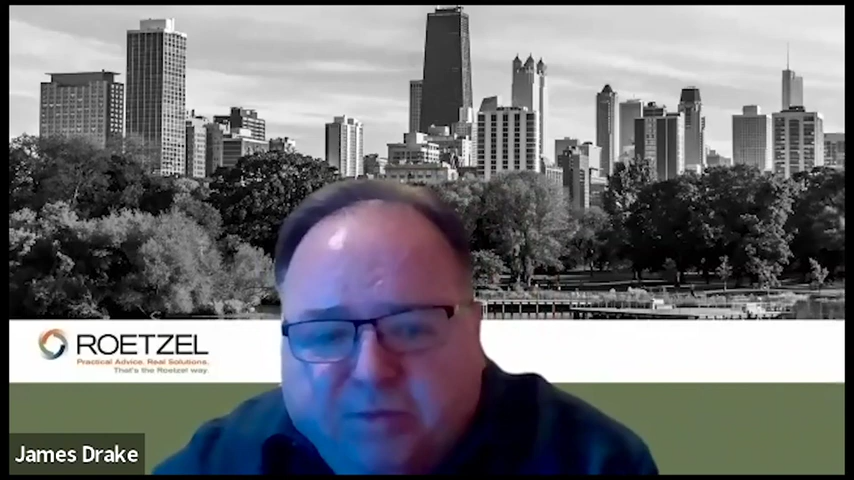 ROETZEL
Practical Advice. Real Solutions.
That's the Roetzel way.
James Drake